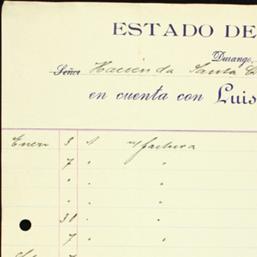 ESTADO DE
Durango,
Señor Hacienda Santa C
en cuenta con Luis
Enero 3 " s/ factura
7 " "
" " "
" " "
31 " "
7 " "